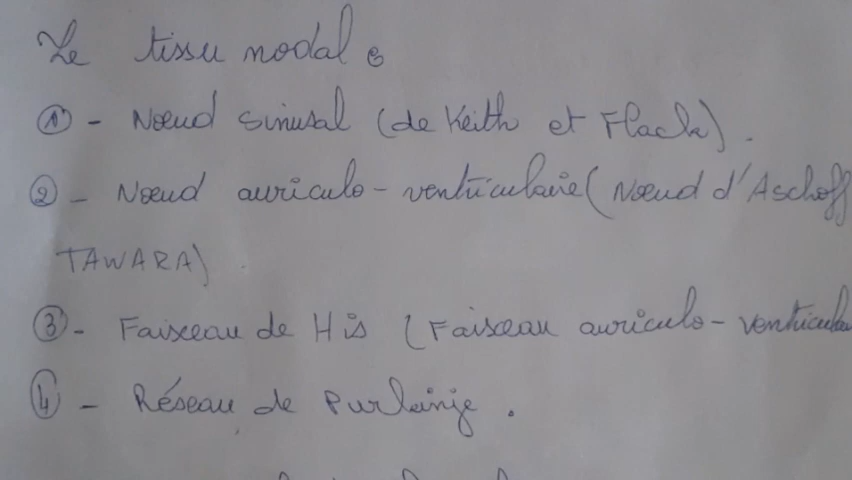 Le tissu nodal :
① - Nœud sinusal (de Keith et Flack).
② - Nœud auriculo-ventriculaire (Nœud d'Aschoff
TAWARA).
③ - Faisceau de His (Faisceau auriculo-ventriculai
④ - Réseau de Purkinje.